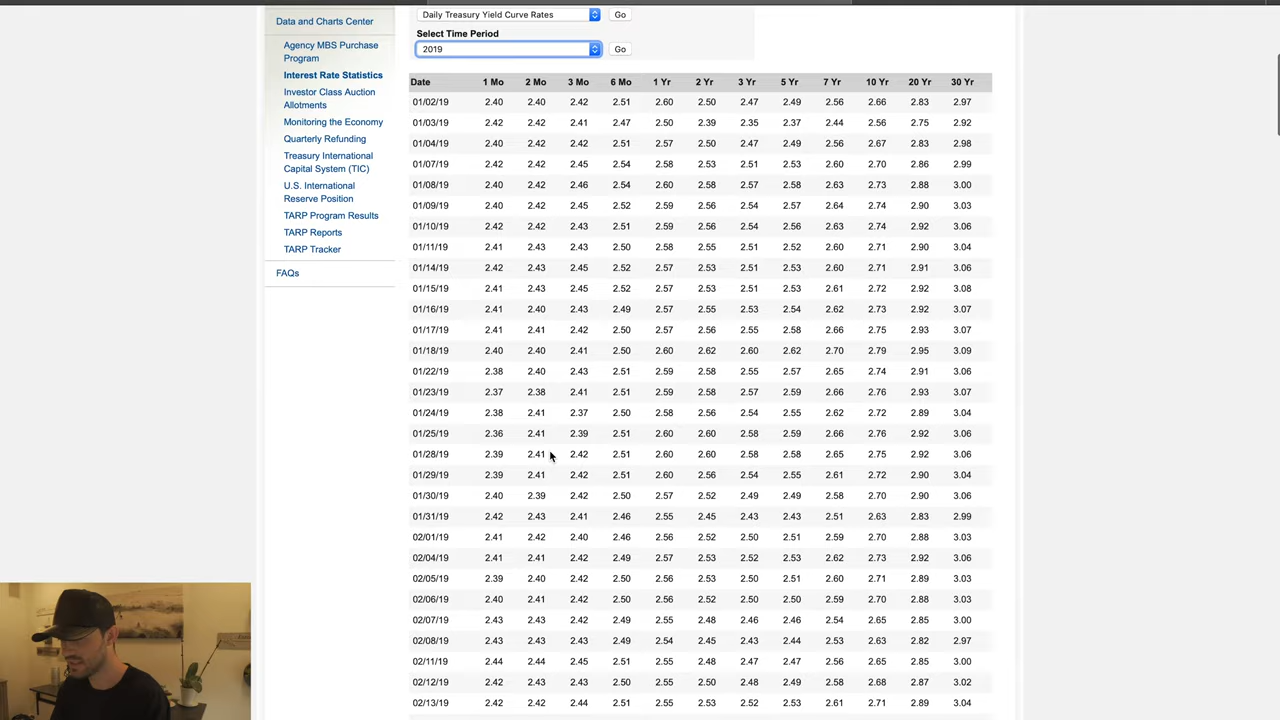 Data and Charts Center
Agency MBS Purchase
Program
Interest Rate Statistics
Investor Class Auction
Allotments
Monitoring the Economy
Quarterly Refunding
Treasury International
Capital System (TIC)
U.S. International
Reserve Position
TARP Program Results
TARP Reports
TARP Tracker
FAQs
Daily Treasury Yield Curve Rates Go
Select Time Period
2019 Go
Date 1 Mo 2 Mo 3 Mo 6 Mo 1 Yr 2 Yr 3 Yr 5 Yr 7 Yr 10 Yr 20 Yr 30 Yr
01/02/19 2.40 2.40 2.42 2.51 2.60 2.50 2.47 2.49 2.56 2.66 2.83 2.97
01/03/19 2.42 2.42 2.41 2.47 2.50 2.39 2.35 2.37 2.44 2.56 2.75 2.92
01/04/19 2.40 2.42 2.42 2.51 2.57 2.50 2.47 2.49 2.56 2.67 2.83 2.98
01/07/19 2.42 2.42 2.45 2.54 2.58 2.53 2.51 2.53 2.60 2.70 2.86 2.99
01/08/19 2.40 2.42 2.46 2.54 2.60 2.58 2.57 2.58 2.63 2.73 2.88 3.00
01/09/19 2.40 2.42 2.45 2.52 2.59 2.56 2.54 2.57 2.64 2.74 2.90 3.03
01/10/19 2.42 2.42 2.43 2.51 2.59 2.56 2.54 2.56 2.63 2.74 2.92 3.06
01/11/19 2.41 2.43 2.43 2.50 2.58 2.55 2.51 2.52 2.60 2.71 2.90 3.04
01/14/19 2.42 2.43 2.45 2.52 2.57 2.53 2.51 2.53 2.60 2.71 2.91 3.06
01/15/19 2.41 2.43 2.45 2.52 2.57 2.53 2.51 2.53 2.61 2.72 2.92 3.08
01/16/19 2.41 2.40 2.43 2.49 2.57 2.55 2.53 2.54 2.62 2.73 2.92 3.07
01/17/19 2.41 2.41 2.42 2.50 2.57 2.56 2.55 2.58 2.66 2.75 2.93 3.07
01/18/19 2.40 2.40 2.41 2.50 2.60 2.62 2.60 2.62 2.70 2.79 2.95 3.09
01/22/19 2.38 2.40 2.43 2.51 2.59 2.58 2.55 2.57 2.65 2.74 2.91 3.06
01/23/19 2.37 2.38 2.41 2.51 2.59 2.58 2.57 2.59 2.66 2.76 2.93 3.07
01/24/19 2.38 2.41 2.37 2.50 2.58 2.56 2.54 2.55 2.62 2.72 2.89 3.04
01/25/19 2.36 2.41 2.39 2.51 2.60 2.60 2.58 2.59 2.66 2.76 2.92 3.06
01/28/19 2.39 2.41 2.42 2.51 2.60 2.60 2.58 2.58 2.65 2.75 2.92 3.06
01/29/19 2.39 2.41 2.42 2.51 2.60 2.56 2.54 2.55 2.61 2.72 2.90 3.04
01/30/19 2.40 2.39 2.42 2.50 2.57 2.52 2.49 2.49 2.58 2.70 2.90 3.06
01/31/19 2.42 2.43 2.41 2.46 2.55 2.45 2.43 2.43 2.51 2.63 2.83 2.99
02/01/19 2.41 2.42 2.40 2.46 2.56 2.52 2.50 2.51 2.59 2.70 2.88 3.03
02/04/19 2.41 2.41 2.42 2.49 2.57 2.53 2.52 2.53 2.62 2.73 2.92 3.06
02/05/19 2.39 2.40 2.42 2.50 2.56 2.53 2.50 2.51 2.60 2.71 2.89 3.03
02/06/19 2.40 2.41 2.42 2.50 2.56 2.52 2.50 2.50 2.59 2.70 2.88 3.03
02/07/19 2.43 2.43 2.42 2.49 2.55 2.48 2.46 2.46 2.54 2.65 2.85 3.00
02/08/19 2.43 2.43 2.43 2.49 2.54 2.45 2.43 2.44 2.53 2.63 2.82 2.97
02/11/19 2.44 2.44 2.45 2.51 2.55 2.48 2.47 2.47 2.56 2.65 2.85 3.00
02/12/19 2.42 2.43 2.43 2.50 2.55 2.50 2.48 2.49 2.58 2.68 2.87 3.02
02/13/19 2.42 2.42 2.44 2.51 2.55 2.53 2.52 2.53 2.61 2.71 2.89 3.04